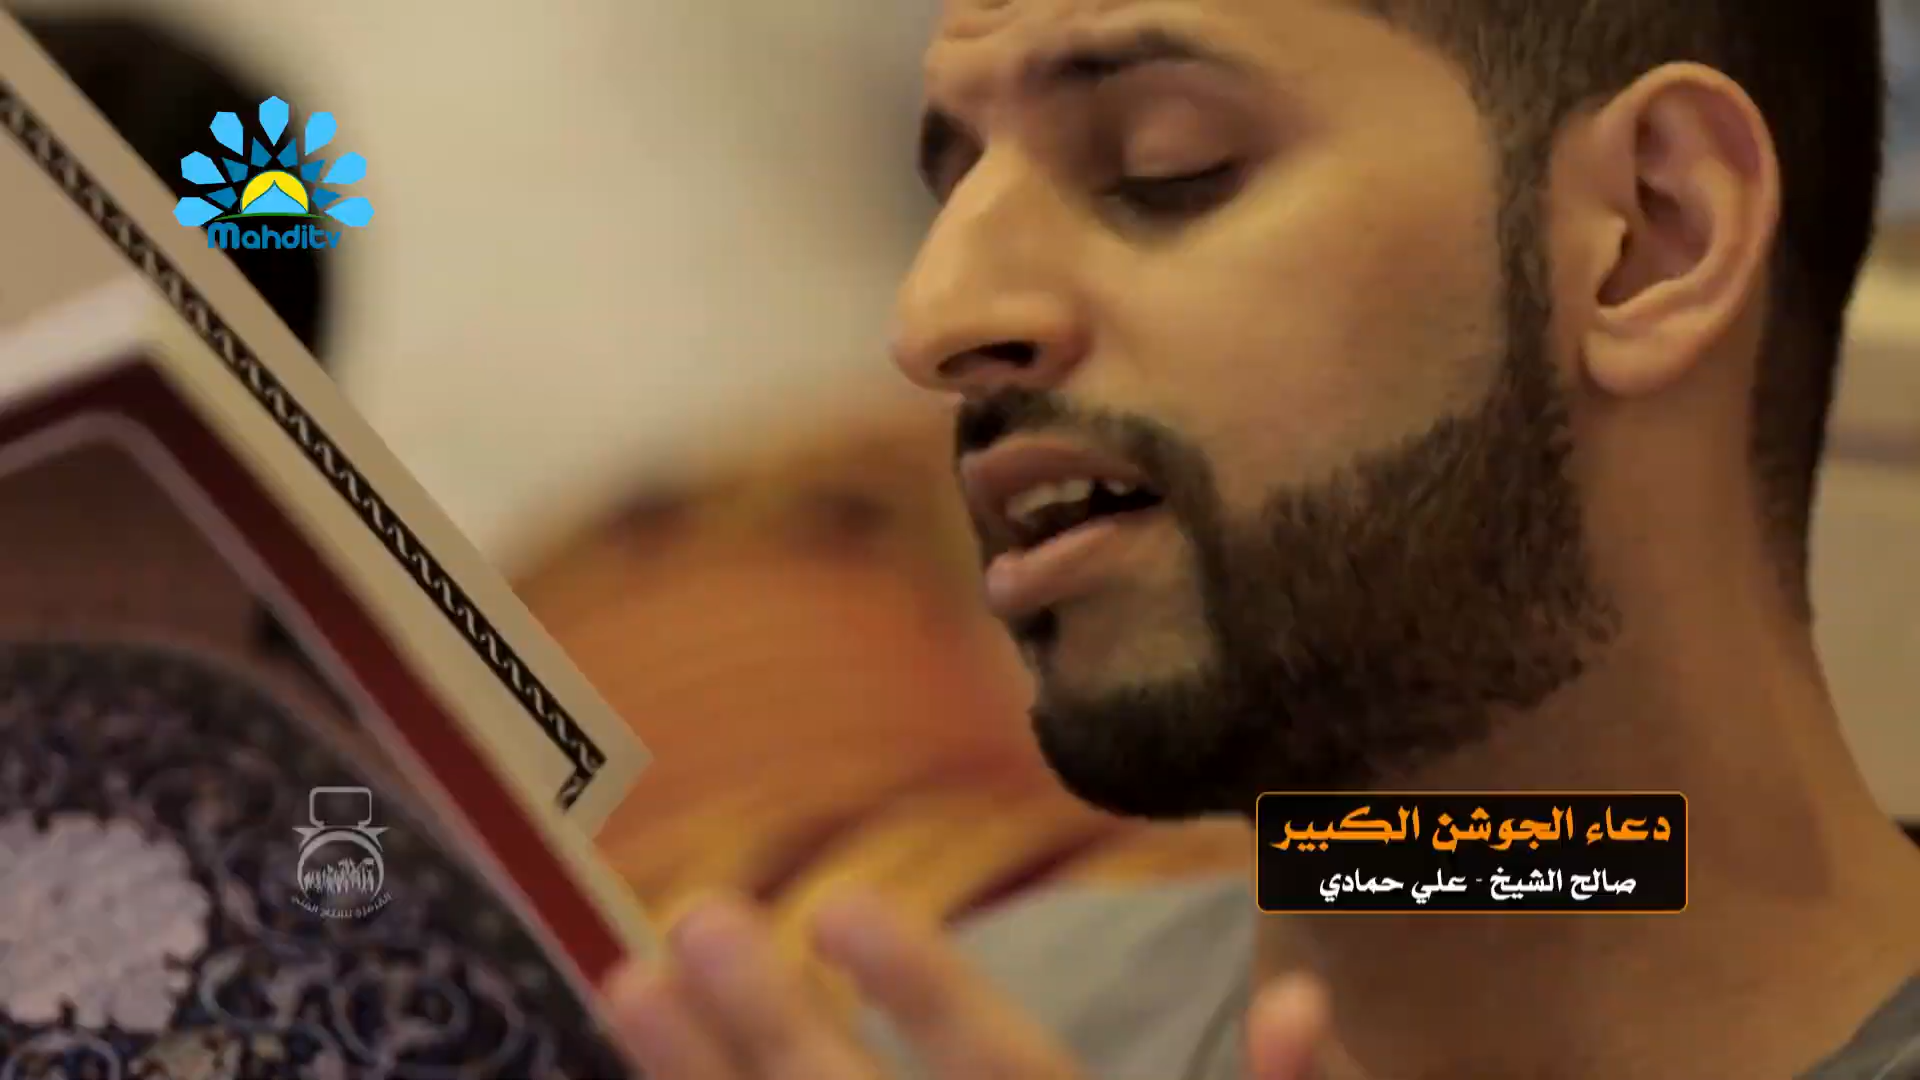 Mahditv
دعاء الجوشن الكبير
صالح الشيخ - علي حمادي